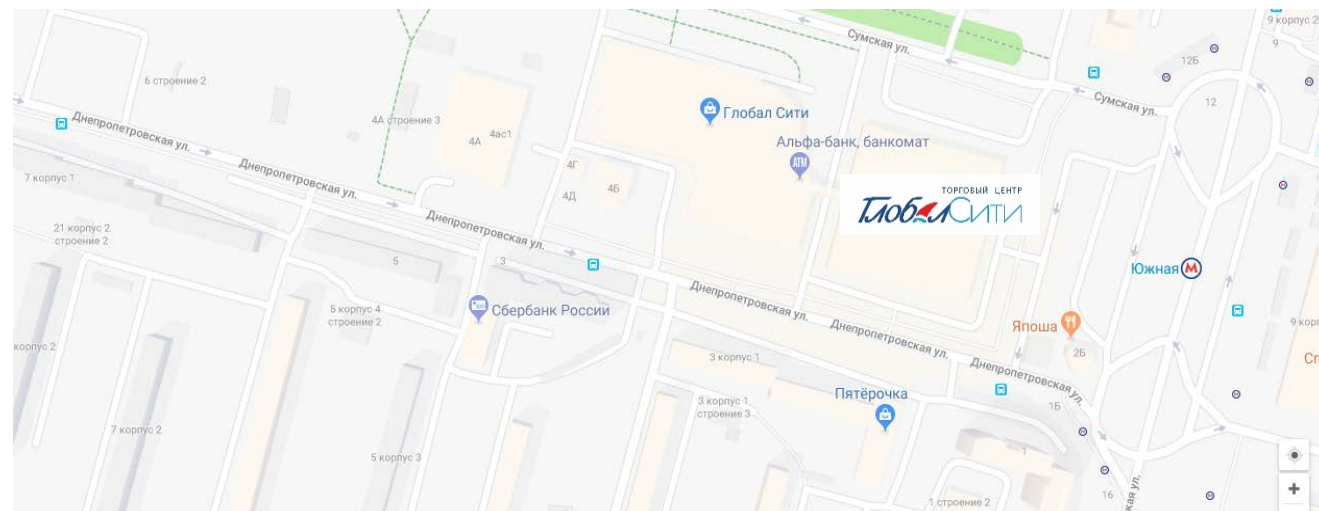 9 корпус 2
Сумская ул.
9
12Б
6 строение 2
Сумская ул.
12
Глобал Сити
Днепропетровская ул.
4А строение 3
4ас1
4А
Альфа-банк, банкомат
ATM
Днепропетровская ул.
4Г
7 корпус 1
4Б
4Д
ТОРГОВЫЙ ЦЕНТР
ГлобалСити
Днепропетровская ул.
21 корпус 2
строение 2
5
3
Южная
М
Днепропетровская ул.
5 корпус 4
строение 2
Сбербанк России
Япоша
Днепропетровская ул.
2Б
корпус 2
3 корпус 1
Днепропетровская ул.
Пятёрочка
3 корпус 1
строение 3
1Б
7 корпус 2
5 корпус 3
1
1 строение 2
16